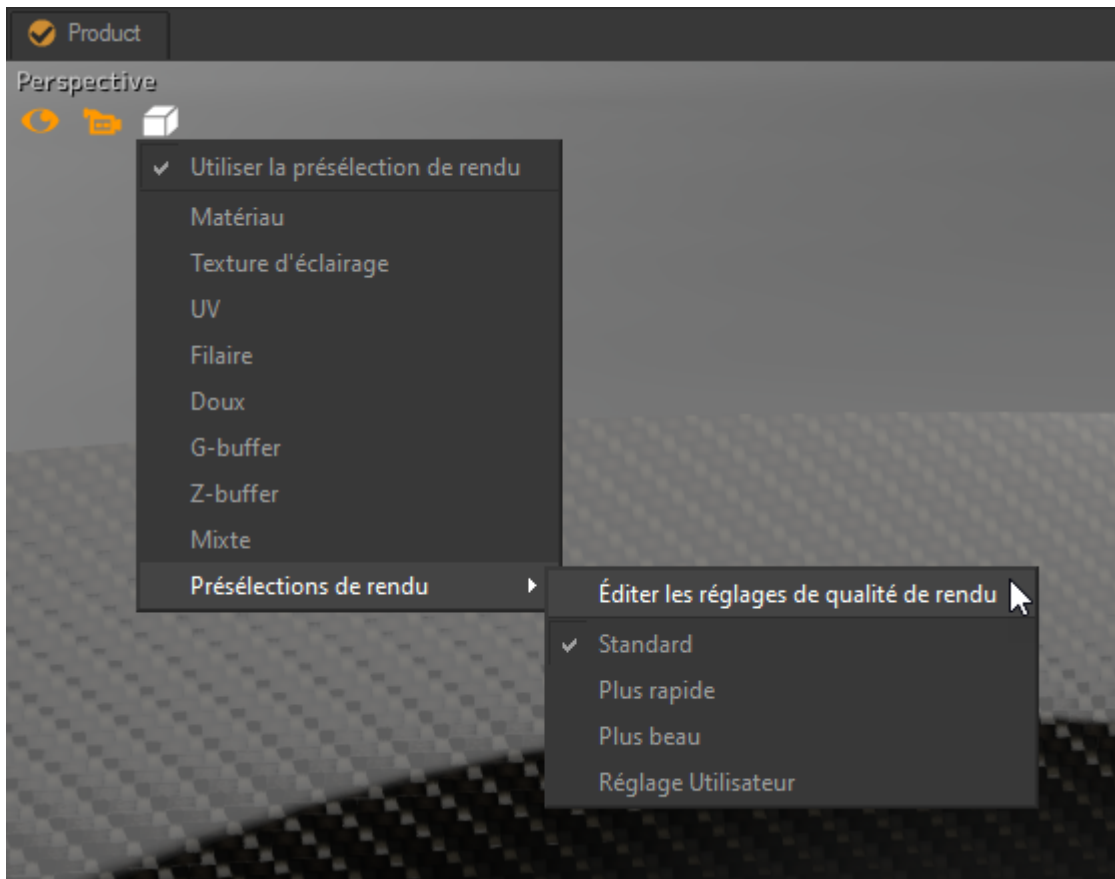 Product
Perspective
Utiliser la présélection de rendu
Matériau
Texture d'éclairage
UV
Filaire
Doux
G-buffer
Z-buffer
Mixte
Présélections de rendu
Éditer les réglages de qualité de rendu
Standard
Plus rapide
Plus beau
Réglage Utilisateur